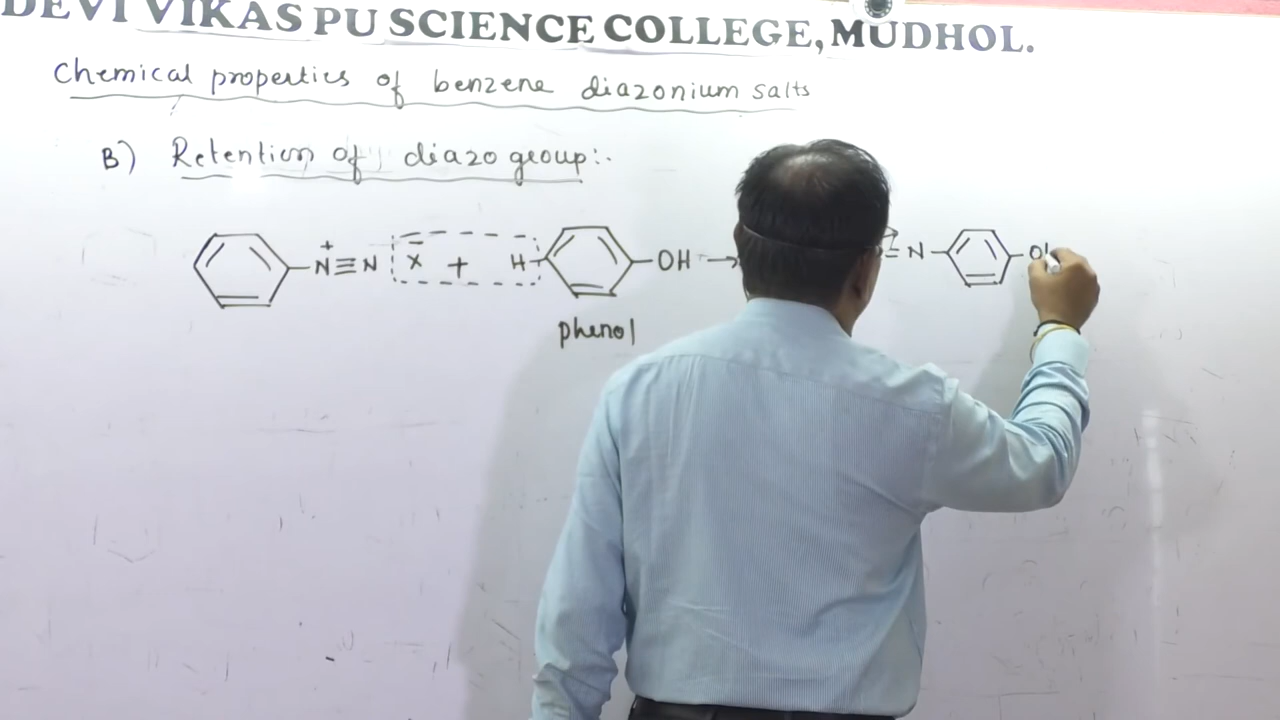 DEVI VIKAS PU SCIENCE COLLEGE, MUDHOL.
Chemical properties of benzene diazonium salts
B) Retention of diazo group:.
N⁺≡N X⁻ + H OH → = N OH
phenol